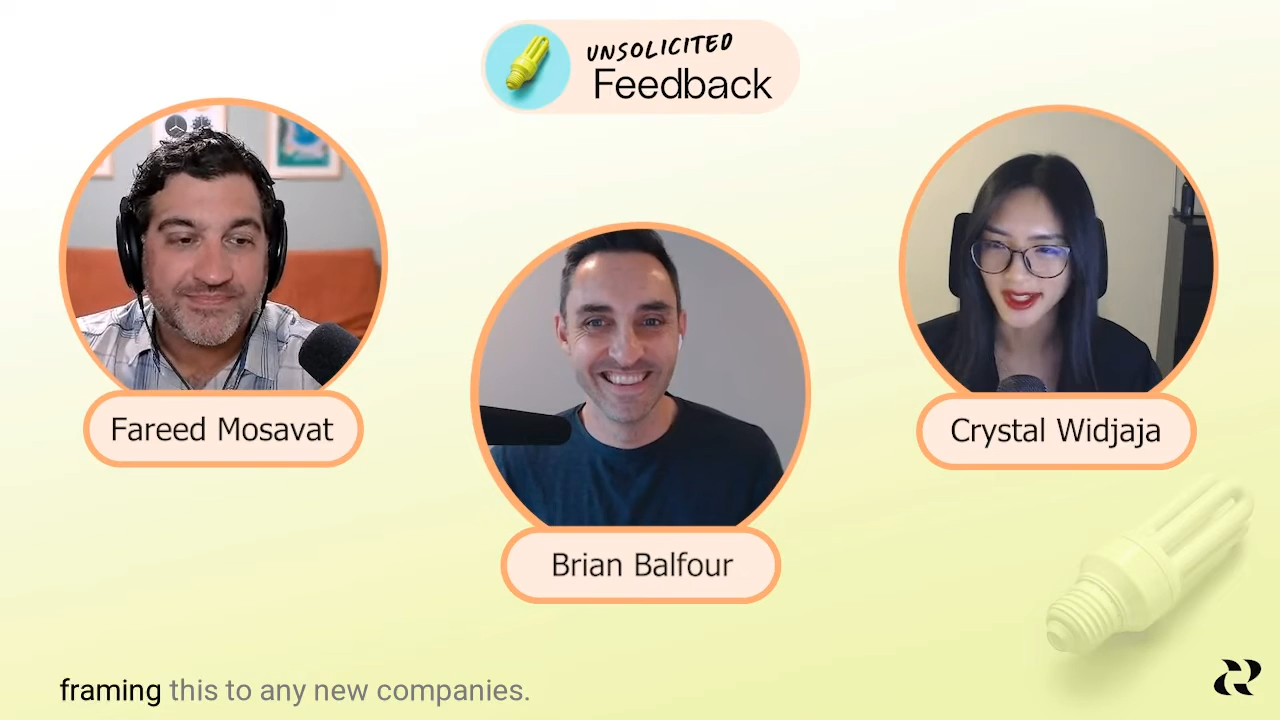 UNSOLICITED
Feedback
Fareed Mosavat
Crystal Widjaja
Brian Balfour
framing this to any new companies.